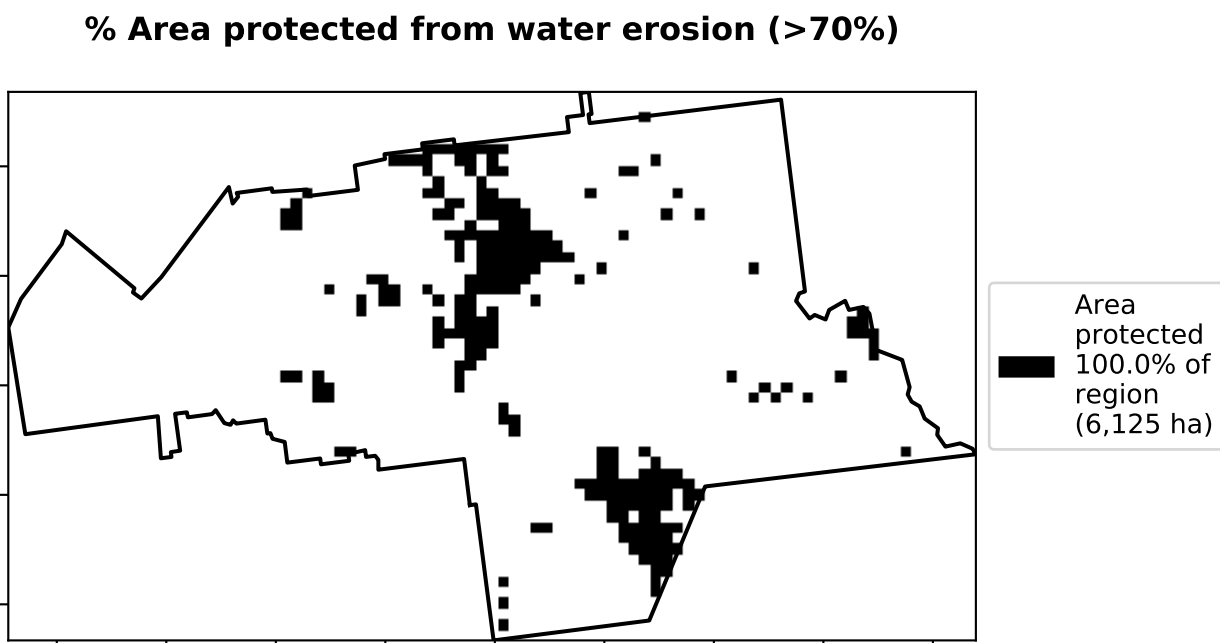 % Area protected from water erosion (>70%)
Area
protected
100.0% of
region
(6,125 ha)